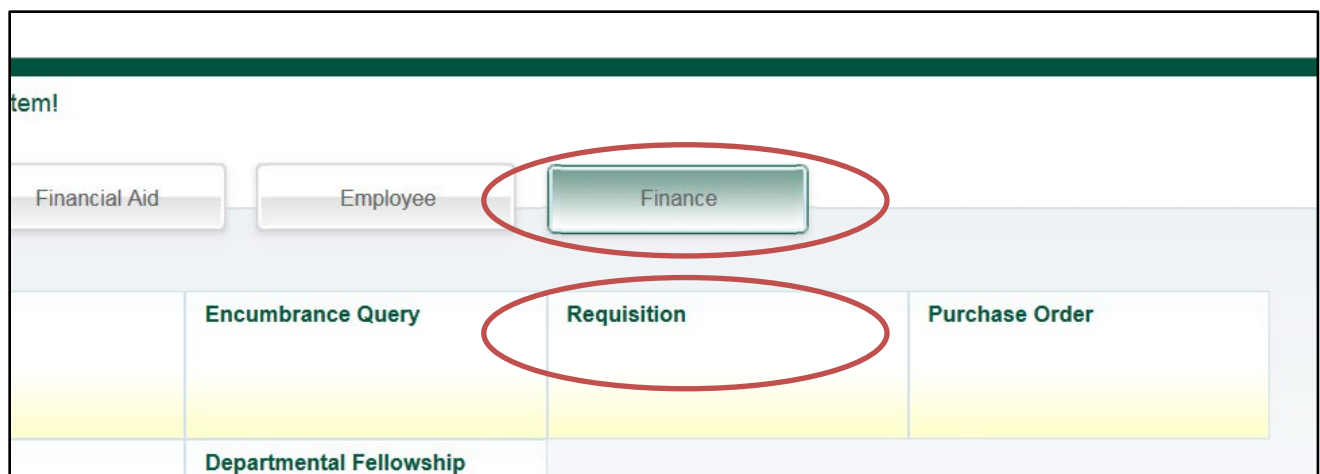 tem!
Financial Aid Employee Finance
Encumbrance Query Requisition Purchase Order
Departmental Fellowship